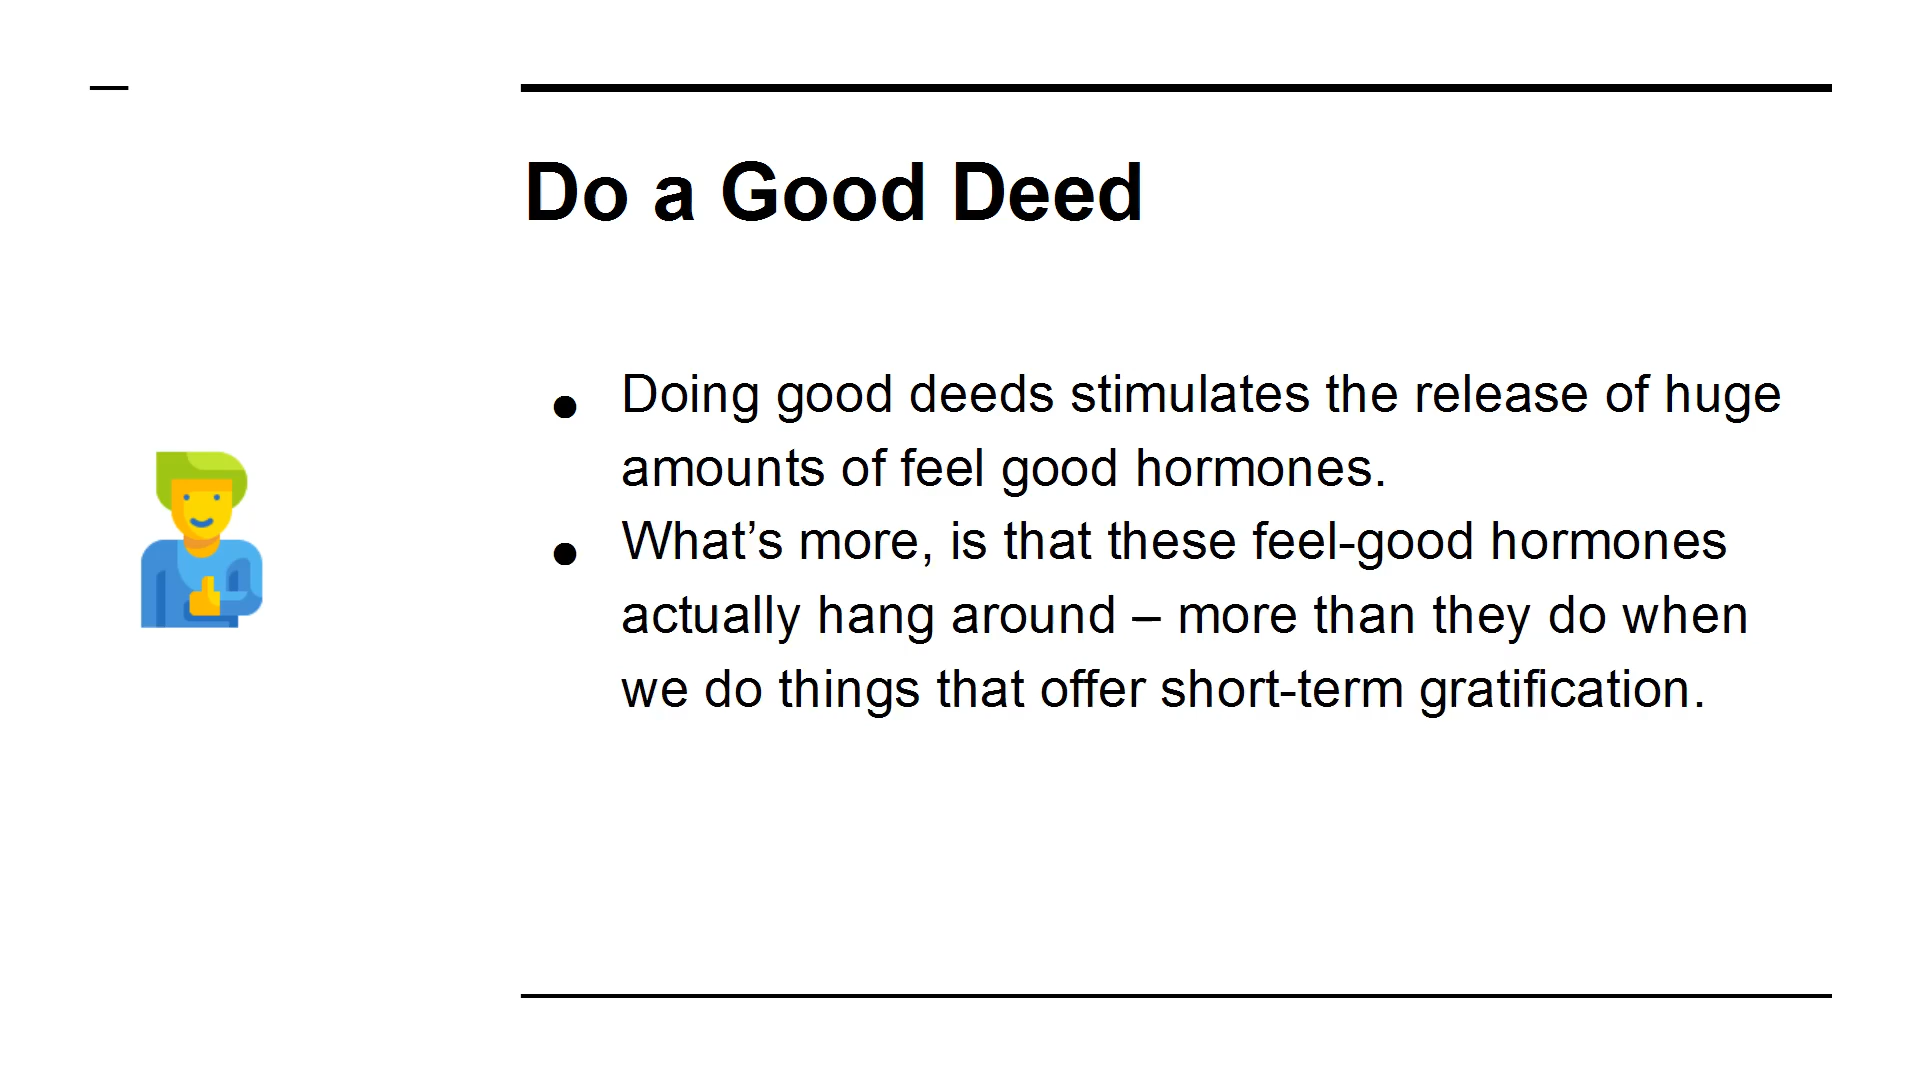 Do a Good Deed
● Doing good deeds stimulates the release of huge
amounts of feel good hormones.
● What’s more, is that these feel-good hormones
actually hang around – more than they do when
we do things that offer short-term gratification.